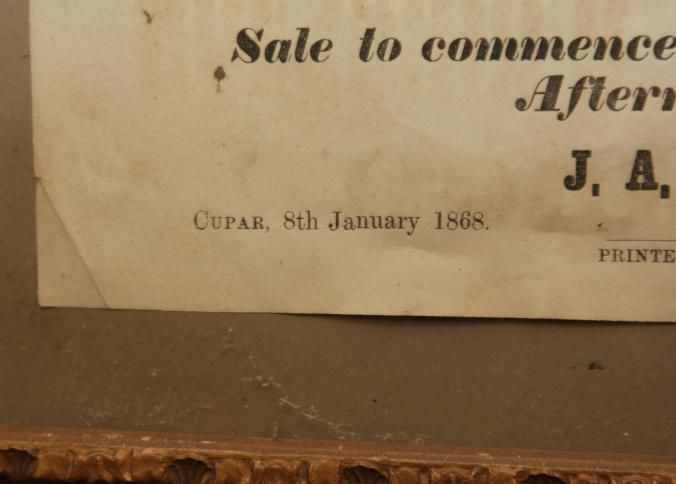 Sale to commence
Aftern
J. A.
CUPAR, 8th January 1868.
PRINTE